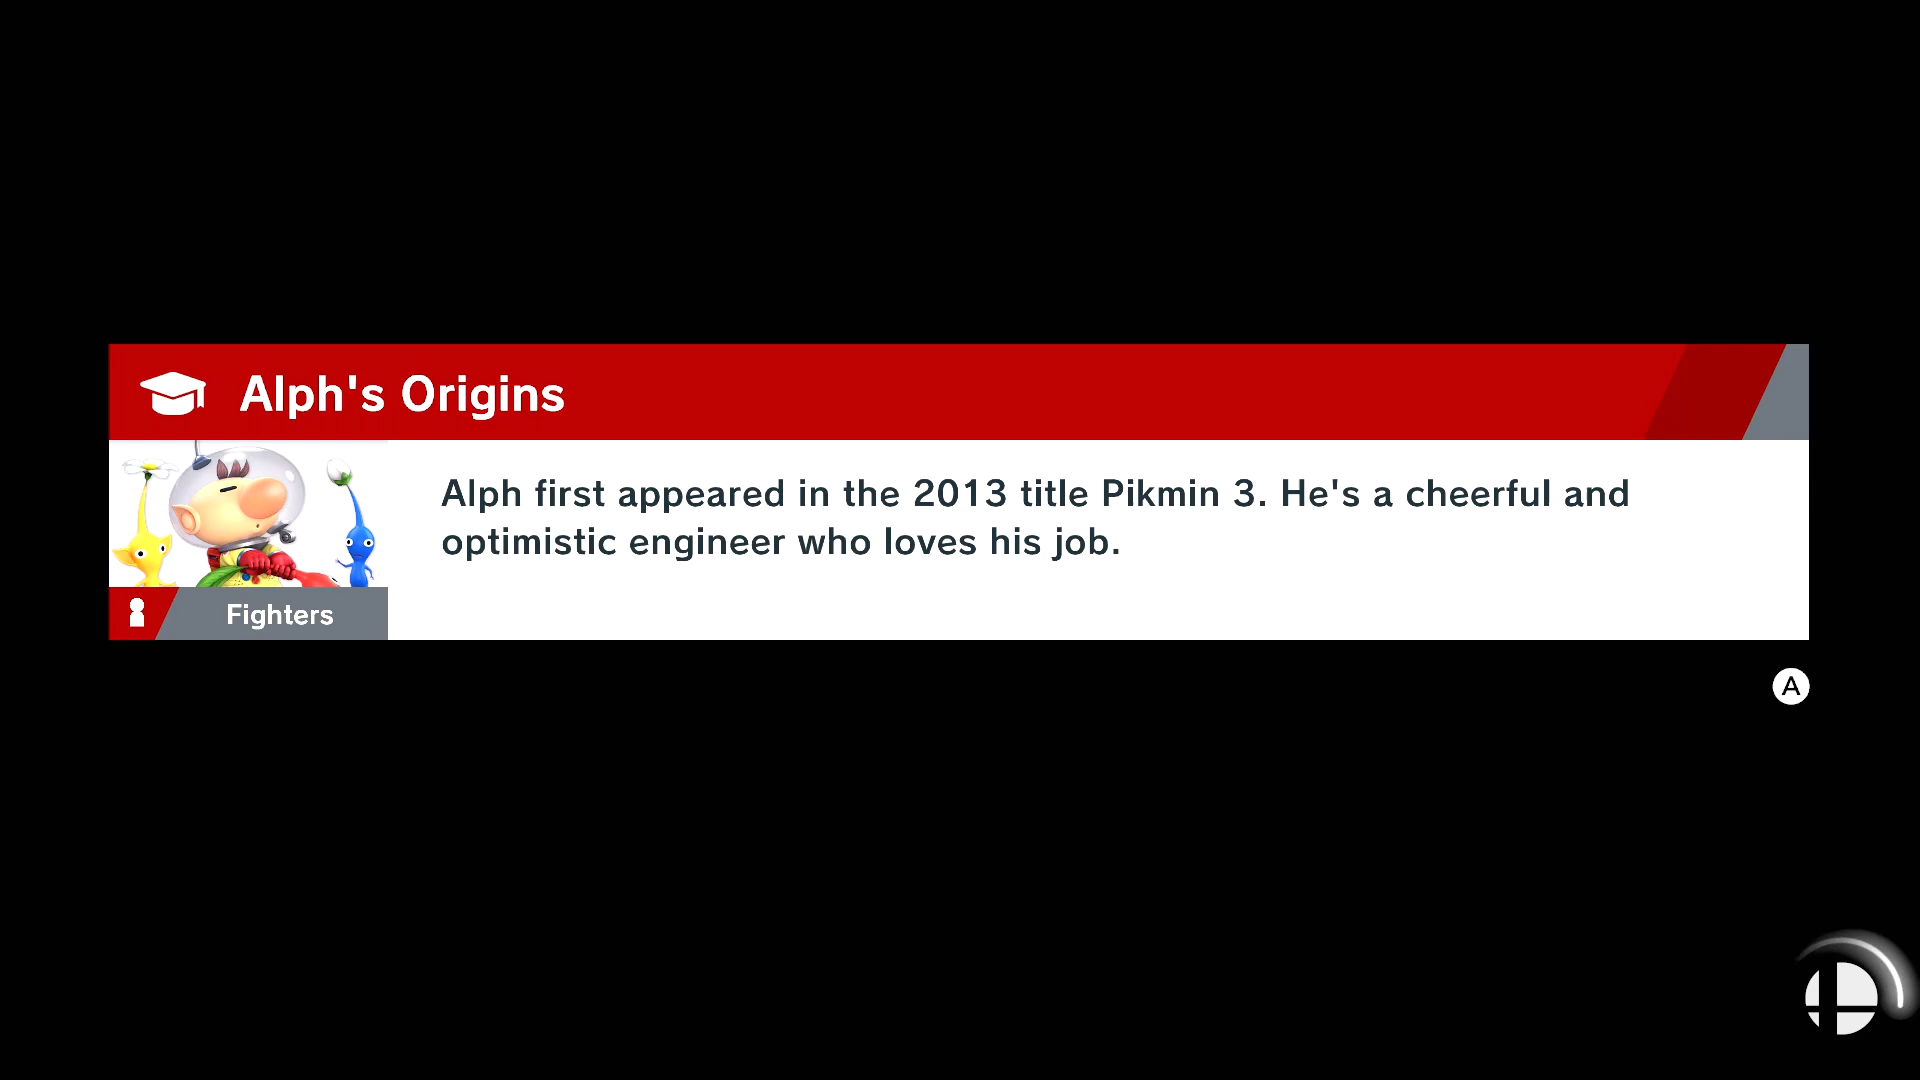 Alph's Origins
Alph first appeared in the 2013 title Pikmin 3. He's a cheerful and
optimistic engineer who loves his job.
Fighters
A